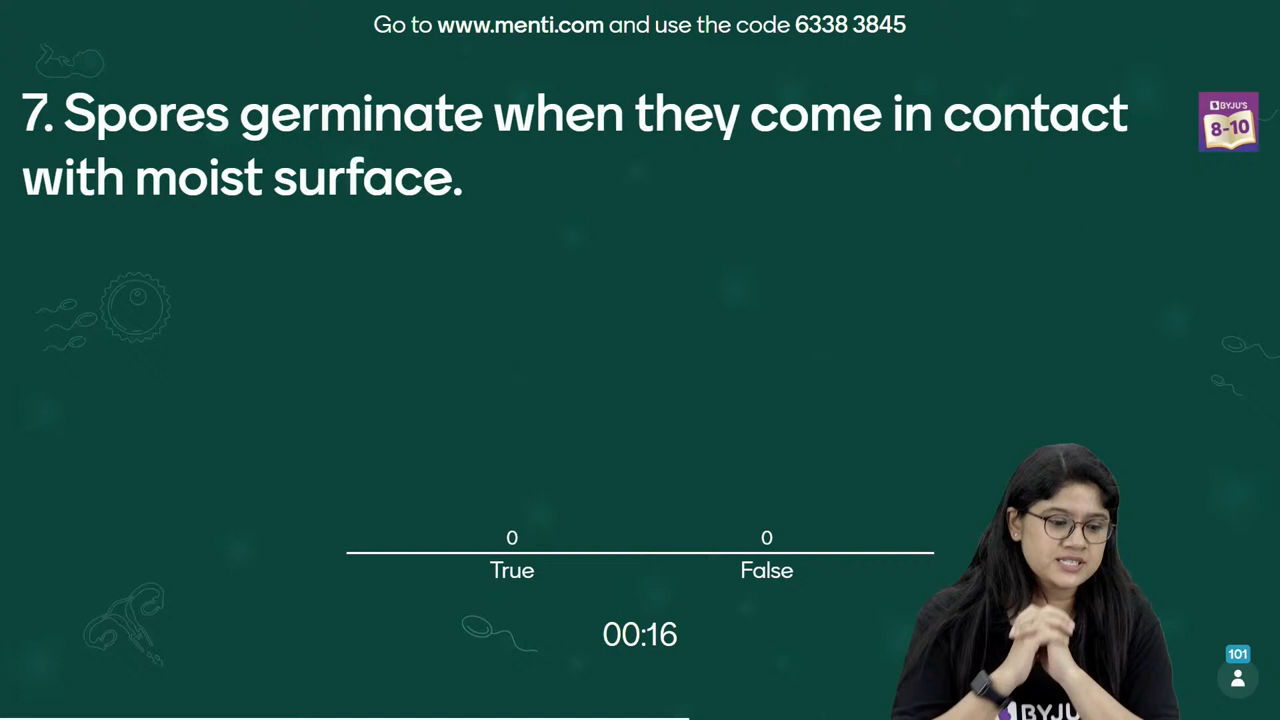 Go to www.menti.com and use the code 6338 3845
7. Spores germinate when they come in contact
with moist surface.
BYJU'S
8-10
0
0
True
False
00:16
101
BYJU'S